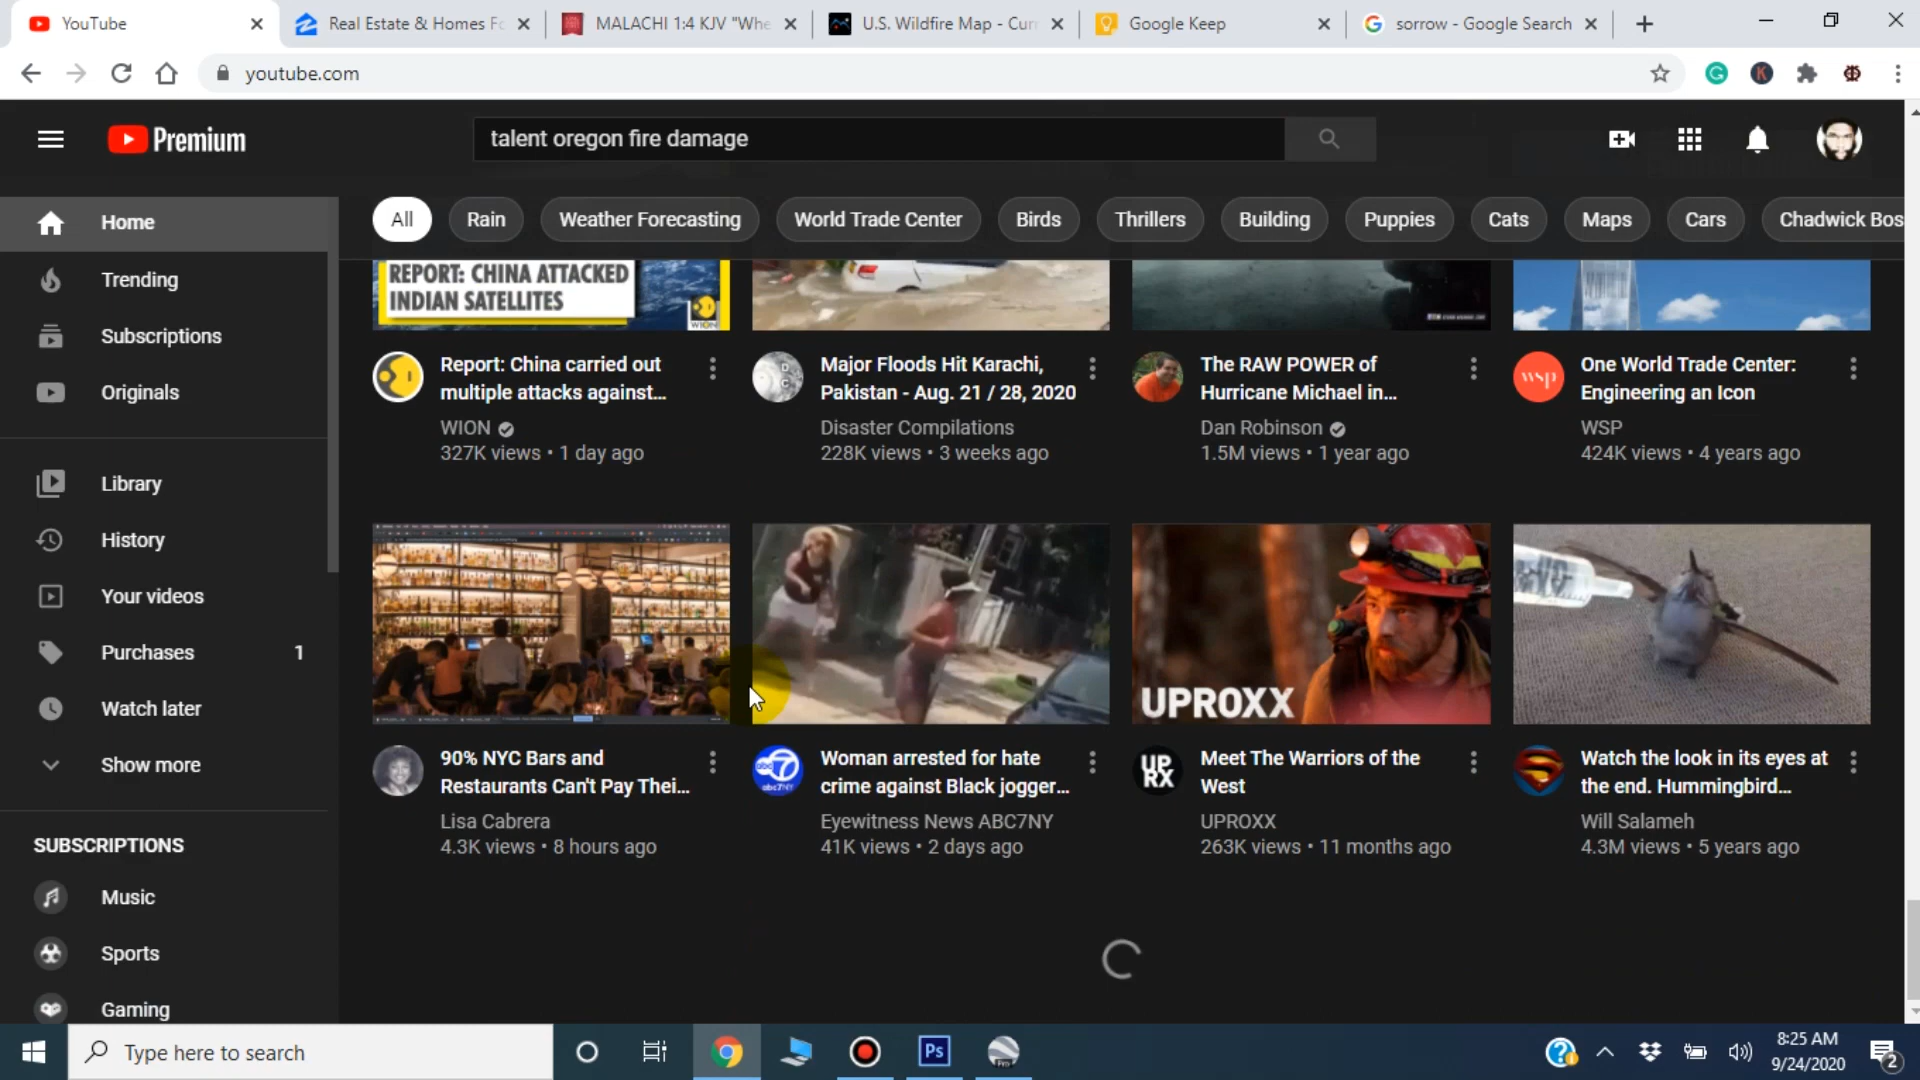 YouTube
Real Estate & Homes Fo
MALACHI 1:4 KJV "Whe
U.S. Wildfire Map - Curr
Google Keep
sorrow - Google Search
youtube.com
Premium
talent oregon fire damage
Home
Trending
Subscriptions
Originals
Library
History
Your videos
Purchases 1
Watch later
Show more
SUBSCRIPTIONS
Music
Sports
Gaming
All
Rain
Weather Forecasting
World Trade Center
Birds
Thrillers
Building
Puppies
Cats
Maps
Cars
Chadwick Bos
REPORT: CHINA ATTACKED
INDIAN SATELLITES
WION
Report: China carried out
multiple attacks against...
WION
327K views • 1 day ago
DC
Major Floods Hit Karachi,
Pakistan - Aug. 21 / 28, 2020
Disaster Compilations
228K views • 3 weeks ago
The RAW POWER of
Hurricane Michael in...
Dan Robinson
1.5M views • 1 year ago
wsp
One World Trade Center:
Engineering an Icon
WSP
424K views • 4 years ago
90% NYC Bars and
Restaurants Can't Pay Thei...
Lisa Cabrera
4.3K views • 8 hours ago
abc7NY
Woman arrested for hate
crime against Black jogger...
Eyewitness News ABC7NY
41K views • 2 days ago
UPROXX
UP
RX
Meet The Warriors of the
West
UPROXX
263K views • 11 months ago
Watch the look in its eyes at
the end. Hummingbird...
Will Salameh
4.3M views • 5 years ago
Type here to search
Ps
8:25 AM
9/24/2020
2